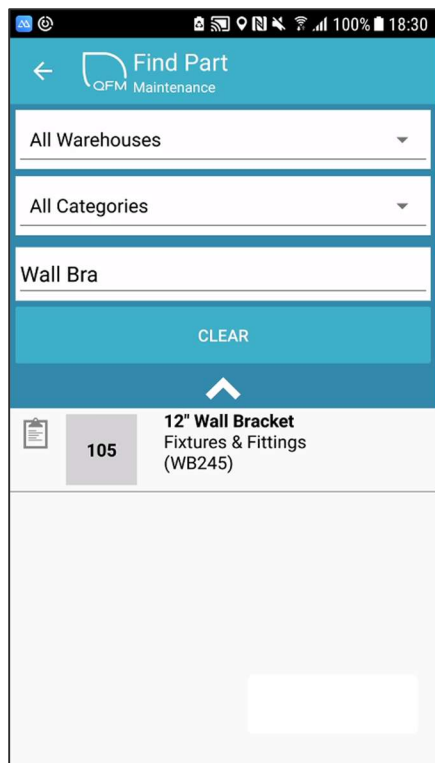 100% 18:30
Find Part
QFM Maintenance
All Warehouses
All Categories
Wall Bra
CLEAR
12" Wall Bracket
105 Fixtures & Fittings
(WB245)